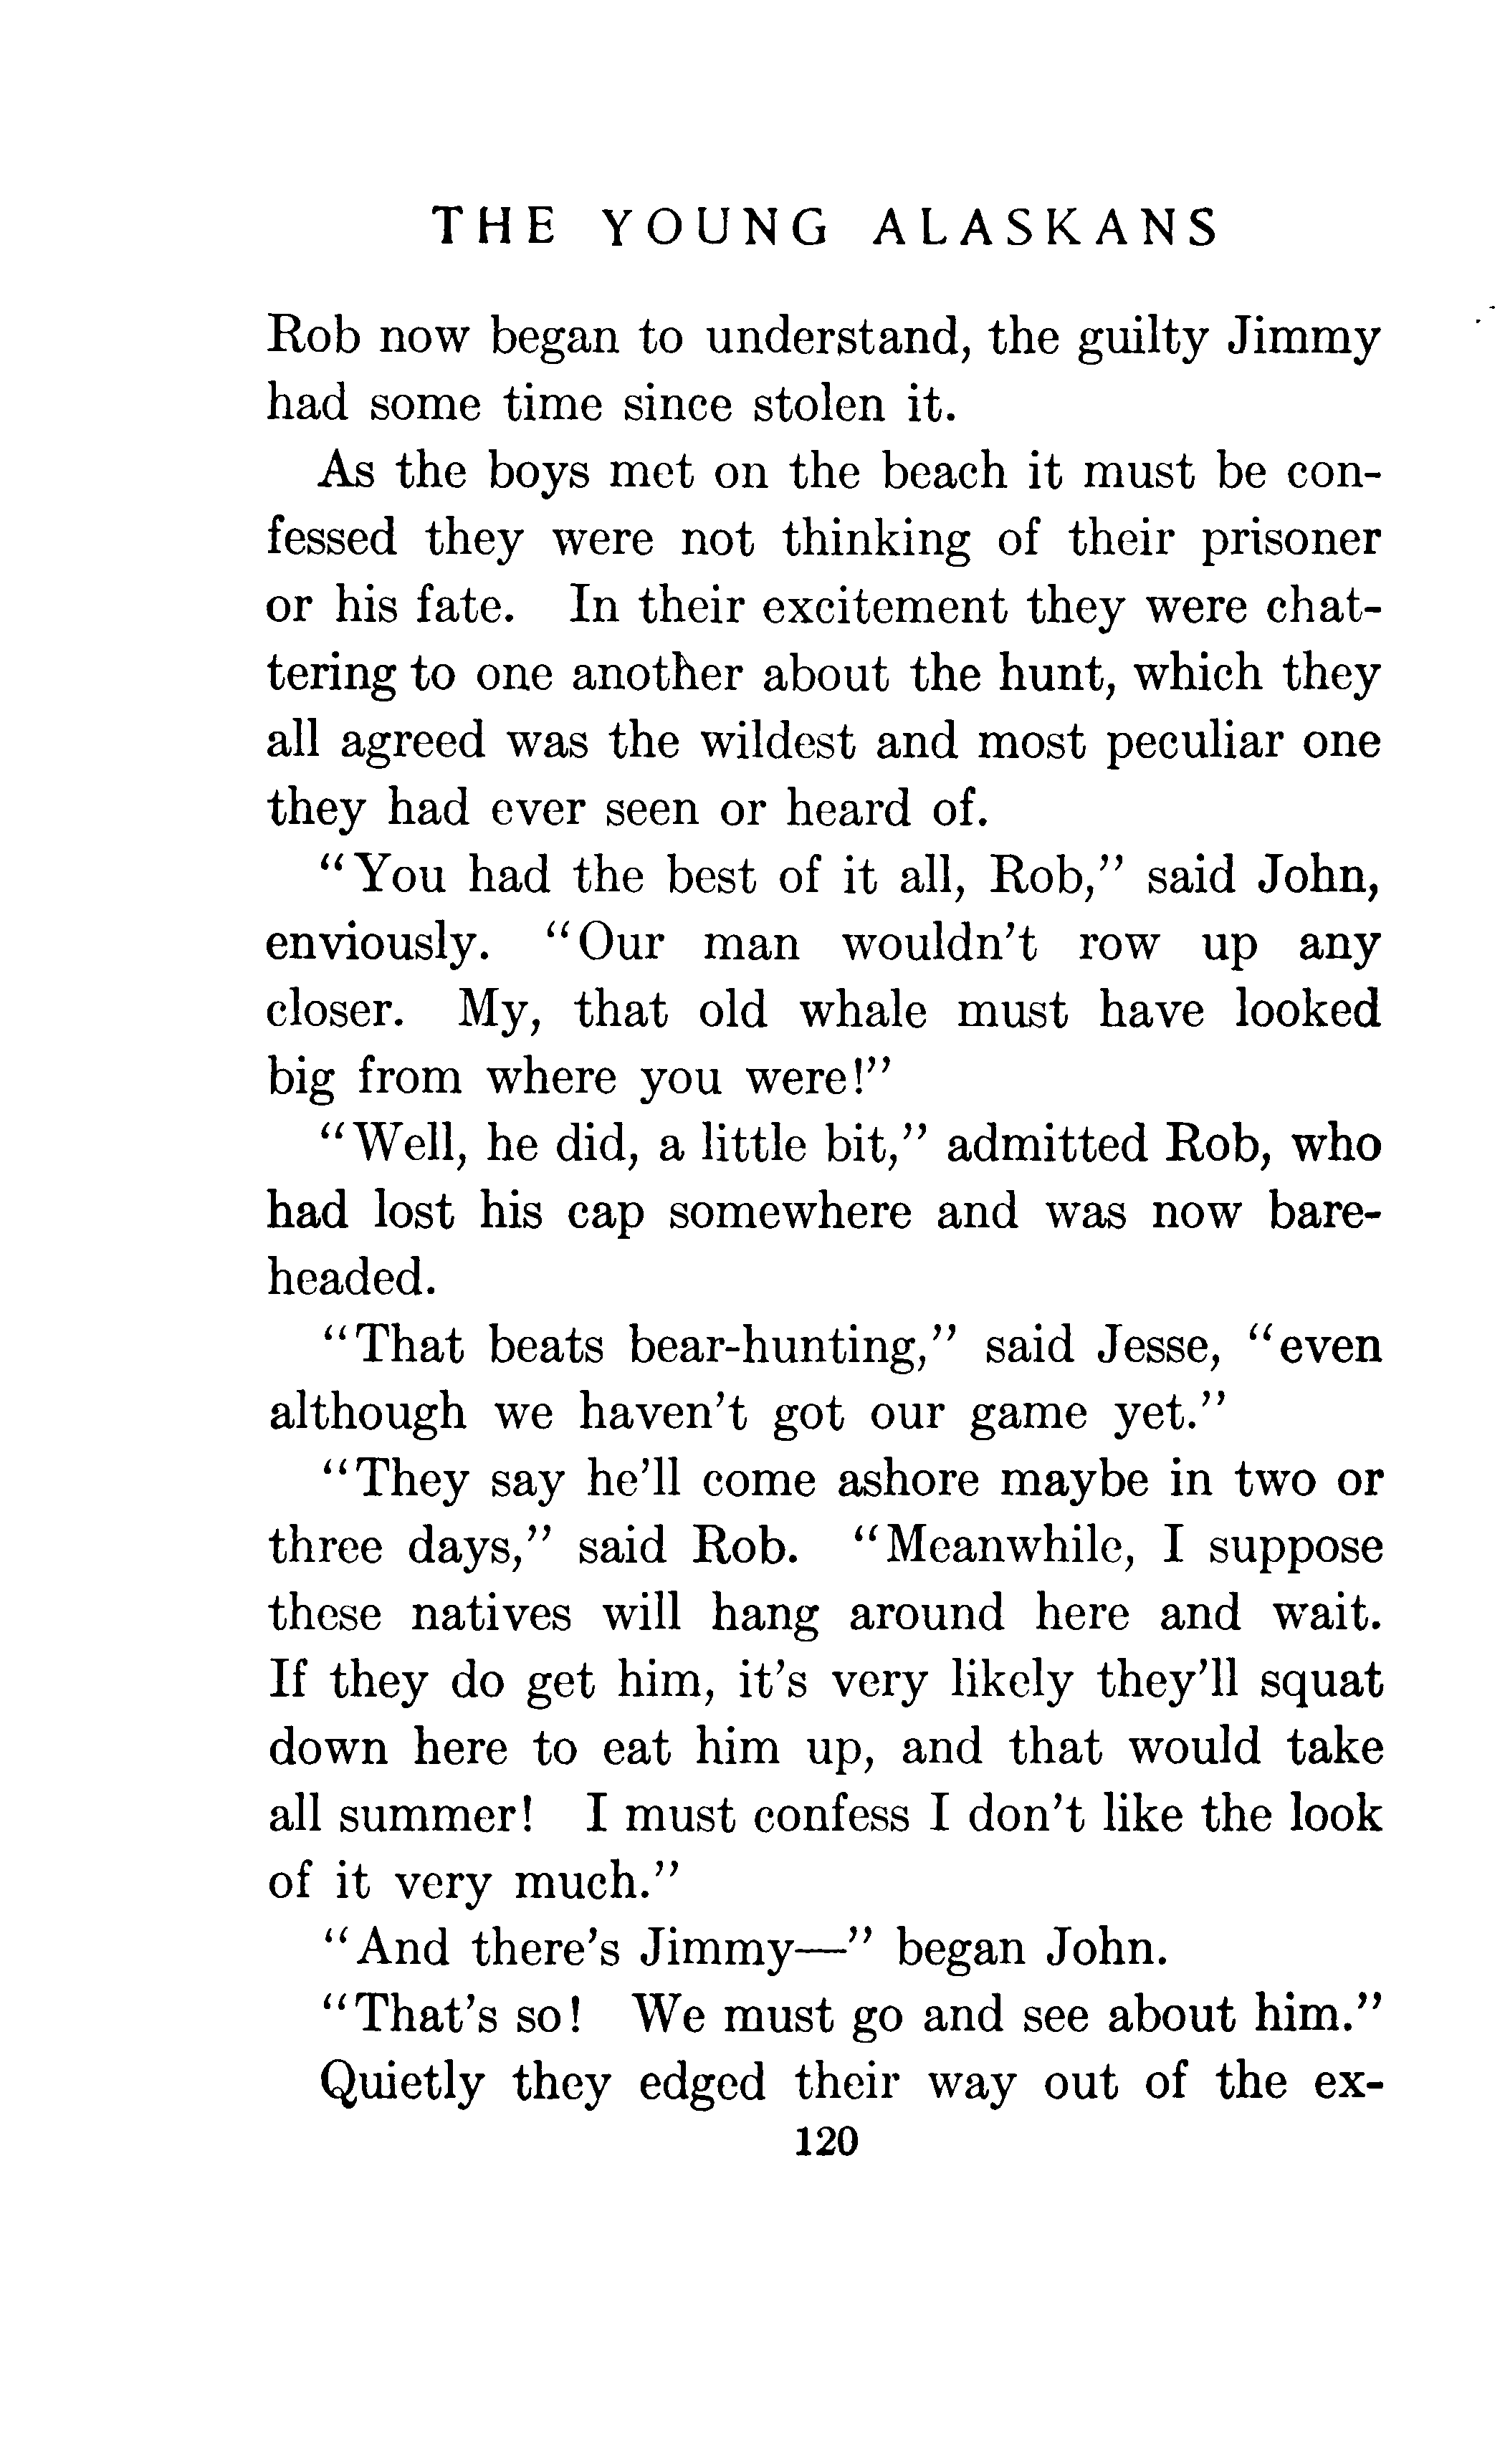 THE YOUNG ALASKANS
Rob now began to understand, the guilty Jimmy
had some time since stolen it.
As the boys met on the beach it must be con-
fessed they were not thinking of their prisoner
or his fate. In their excitement they were chat-
tering to one another about the hunt, which they
all agreed was the wildest and most peculiar one
they had ever seen or heard of.
“You had the best of it all, Rob,” said John,
enviously. “Our man wouldn’t row up any
closer. My, that old whale must have looked
big from where you were!”
“Well, he did, a little bit,” admitted Rob, who
had lost his cap somewhere and was now bare-
headed.
“That beats bear-hunting,” said Jesse, “even
although we haven’t got our game yet.”
“They say he’ll come ashore maybe in two or
three days,” said Rob. “Meanwhile, I suppose
these natives will hang around here and wait.
If they do get him, it’s very likely they’ll squat
down here to eat him up, and that would take
all summer! I must confess I don’t like the look
of it very much.”
“And there’s Jimmy—” began John.
“That’s so! We must go and see about him.”
Quietly they edged their way out of the ex-
120